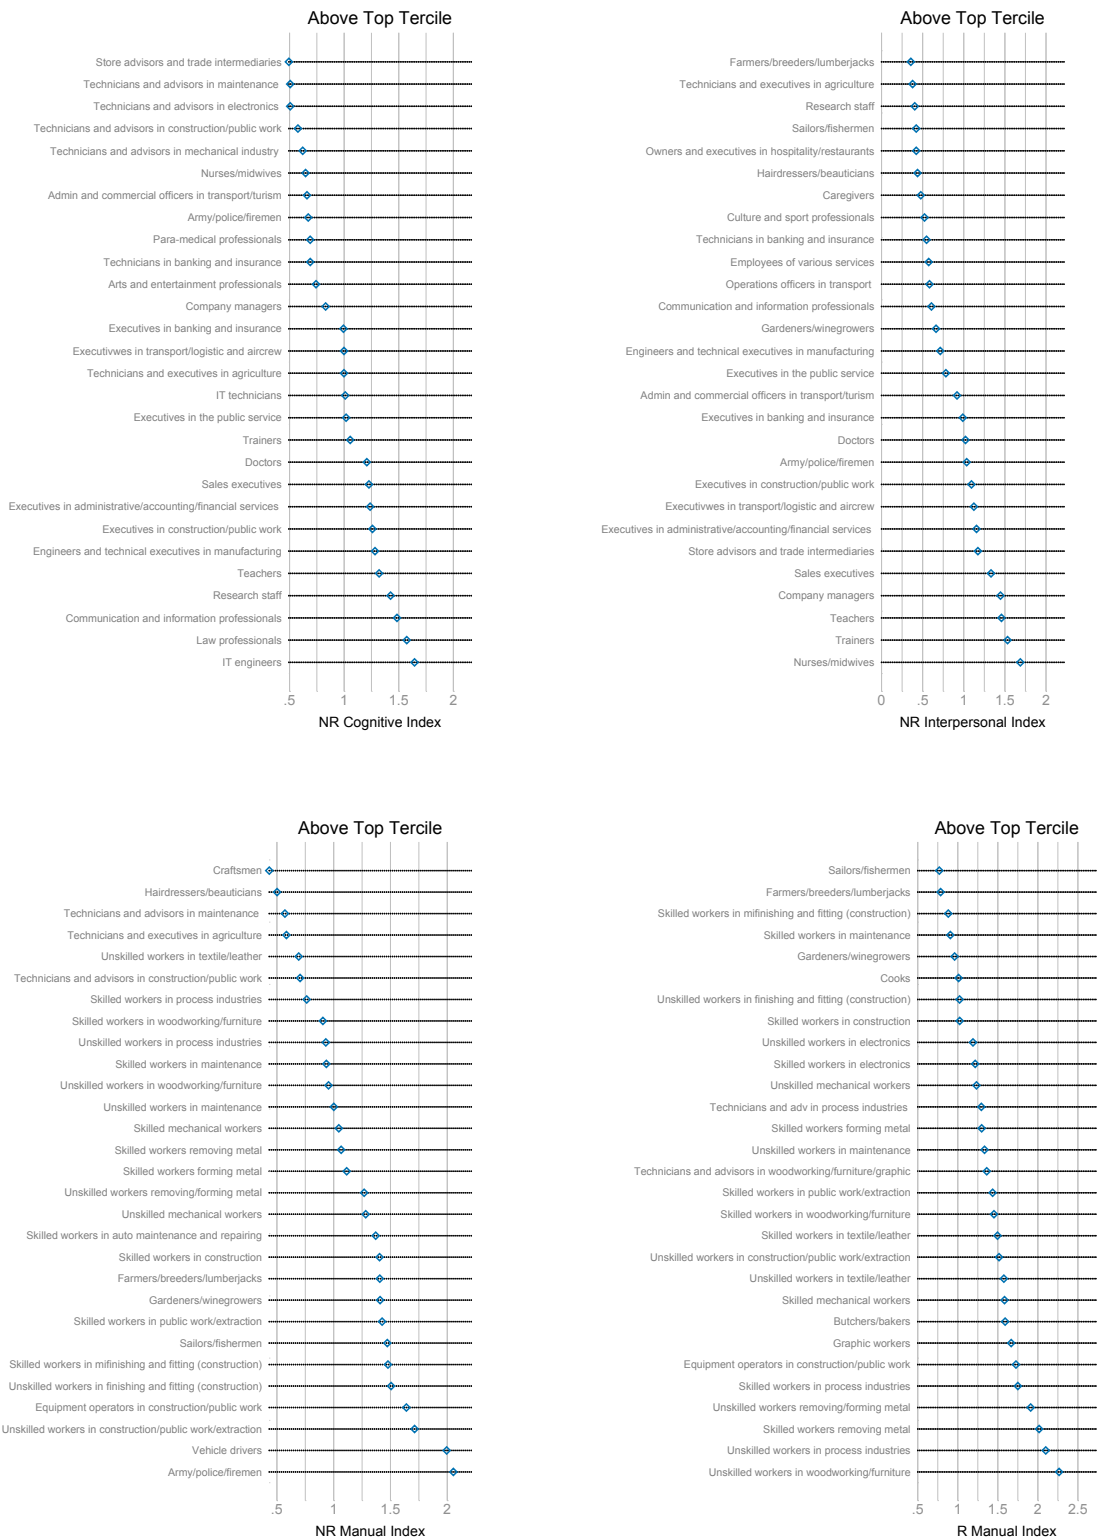 Above Top Tercile
Store advisors and trade intermediaries
Technicians and advisors in maintenance
Technicians and advisors in electronics
Technicians and advisors in construction/public work
Technicians and advisors in mechanical industry
Nurses/midwives
Admin and commercial officers in transport/turism
Army/police/firemen
Para-medical professionals
Technicians in banking and insurance
Arts and entertainment professionals
Company managers
Executives in banking and insurance
Executivwes in transport/logistic and aircrew
Technicians and executives in agriculture
IT technicians
Executives in the public service
Trainers
Doctors
Sales executives
Executives in administrative/accounting/financial services
Executives in construction/public work
Engineers and technical executives in manufacturing
Teachers
Research staff
Communication and information professionals
Law professionals
IT engineers
.5 1 1.5 2
NR Cognitive Index
Above Top Tercile
Farmers/breeders/lumberjacks
Technicians and executives in agriculture
Research staff
Sailors/fishermen
Owners and executives in hospitality/restaurants
Hairdressers/beauticians
Caregivers
Culture and sport professionals
Technicians in banking and insurance
Employees of various services
Operations officers in transport
Communication and information professionals
Gardeners/winegrowers
Engineers and technical executives in manufacturing
Executives in the public service
Admin and commercial officers in transport/turism
Executives in banking and insurance
Doctors
Army/police/firemen
Executives in construction/public work
Executivwes in transport/logistic and aircrew
Executives in administrative/accounting/financial services
Store advisors and trade intermediaries
Sales executives
Company managers
Teachers
Trainers
Nurses/midwives
0 .5 1 1.5 2
NR Interpersonal Index
Above Top Tercile
Craftsmen
Hairdressers/beauticians
Technicians and advisors in maintenance
Technicians and executives in agriculture
Unskilled workers in textile/leather
Technicians and advisors in construction/public work
Skilled workers in process industries
Skilled workers in woodworking/furniture
Unskilled workers in process industries
Skilled workers in maintenance
Unskilled workers in woodworking/furniture
Unskilled workers in maintenance
Skilled mechanical workers
Skilled workers removing metal
Skilled workers forming metal
Unskilled workers removing/forming metal
Unskilled mechanical workers
Skilled workers in auto maintenance and repairing
Skilled workers in construction
Farmers/breeders/lumberjacks
Gardeners/winegrowers
Skilled workers in public work/extraction
Sailors/fishermen
Skilled workers in mifinishing and fitting (construction)
Unskilled workers in finishing and fitting (construction)
Equipment operators in construction/public work
Unskilled workers in construction/public work/extraction
Vehicle drivers
Army/police/firemen
.5 1 1.5 2
NR Manual Index
Above Top Tercile
Sailors/fishermen
Farmers/breeders/lumberjacks
Skilled workers in mifinishing and fitting (construction)
Skilled workers in maintenance
Gardeners/winegrowers
Cooks
Unskilled workers in finishing and fitting (construction)
Skilled workers in construction
Unskilled workers in electronics
Skilled workers in electronics
Unskilled mechanical workers
Technicians and adv in process industries
Skilled workers forming metal
Unskilled workers in maintenance
Technicians and advisors in woodworking/furniture/graphic
Skilled workers in public work/extraction
Skilled workers in woodworking/furniture
Skilled workers in textile/leather
Unskilled workers in construction/public work/extraction
Unskilled workers in textile/leather
Skilled mechanical workers
Butchers/bakers
Graphic workers
Equipment operators in construction/public work
Skilled workers in process industries
Unskilled workers removing/forming metal
Skilled workers removing metal
Unskilled workers in process industries
Unskilled workers in woodworking/furniture
.5 1 1.5 2 2.5
R Manual Index